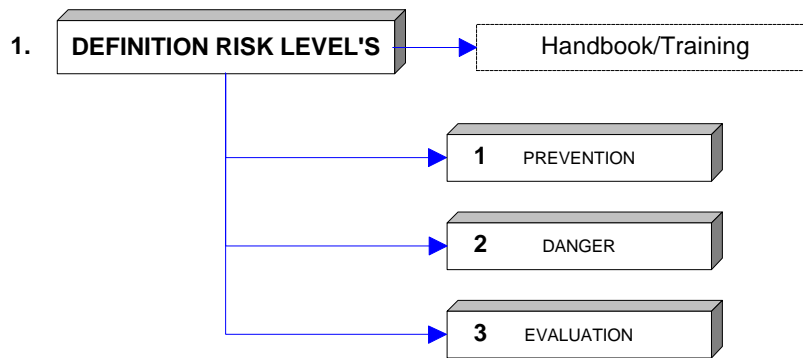 1. DEFINITION RISK LEVEL'S Handbook/Training
1 PREVENTION
2 DANGER
3 EVALUATION